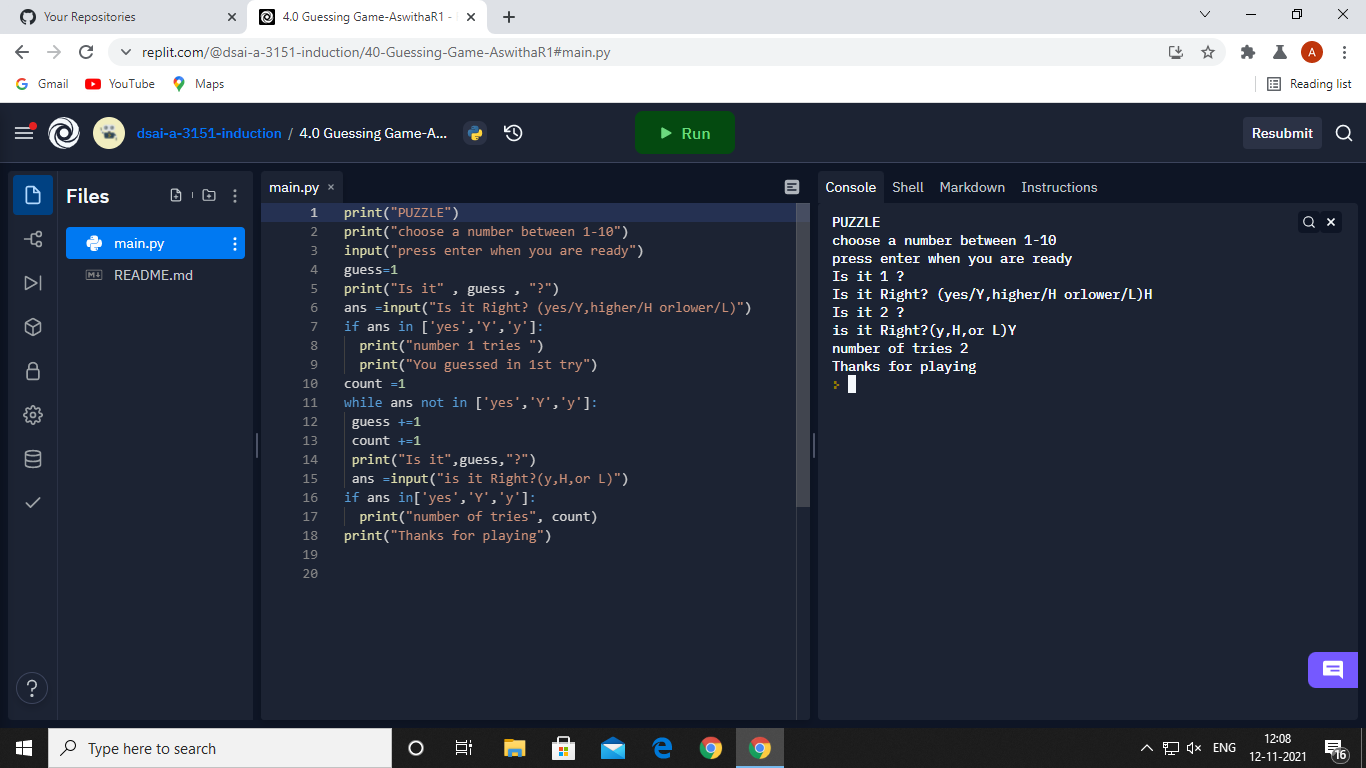 Your Repositories
4.0 Guessing Game-AswithaR1 -
replit.com/@dsai-a-3151-induction/40-Guessing-Game-AswithaR1#main.py
A
Gmail
YouTube
Maps
Reading list
dsai-a-3151-induction / 4.0 Guessing Game-A...
Run
Resubmit
Files
main.py
README.md
main.py
1 print("PUZZLE")
2 print("choose a number between 1-10")
3 input("press enter when you are ready")
4 guess=1
5 print("Is it" , guess , "?")
6 ans =input("Is it Right? (yes/Y,higher/H orlower/L)")
7 if ans in ['yes','Y','y']:
8 print("number 1 tries ")
9 print("You guessed in 1st try")
10 count =1
11 while ans not in ['yes','Y','y']:
12 guess +=1
13 count +=1
14 print("Is it",guess,"?")
15 ans =input("is it Right?(y,H,or L)")
16 if ans in['yes','Y','y']:
17 print("number of tries", count)
18 print("Thanks for playing")
19
20
Console Shell Markdown Instructions
PUZZLE
choose a number between 1-10
press enter when you are ready
Is it 1 ?
Is it Right? (yes/Y,higher/H orlower/L)H
Is it 2 ?
is it Right?(y,H,or L)Y
number of tries 2
Thanks for playing
?
Type here to search
ENG
12:08
12-11-2021
16